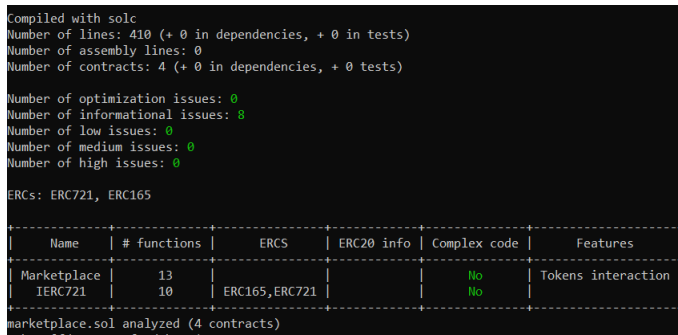 Compiled with solc
Number of lines: 410 (+ 0 in dependencies, + 0 in tests)
Number of assembly lines: 0
Number of contracts: 4 (+ 0 in dependencies, + 0 tests)
Number of optimization issues: 0
Number of informational issues: 8
Number of low issues: 0
Number of medium issues: 0
Number of high issues: 0
ERCs: ERC721, ERC165
| Name | # functions | ERCS | ERC20 info | Complex code | Features
| Marketplace | 13 | | | No | Tokens interaction
| IERC721 | 10 | ERC165,ERC721 | | No |
marketplace.sol analyzed (4 contracts)